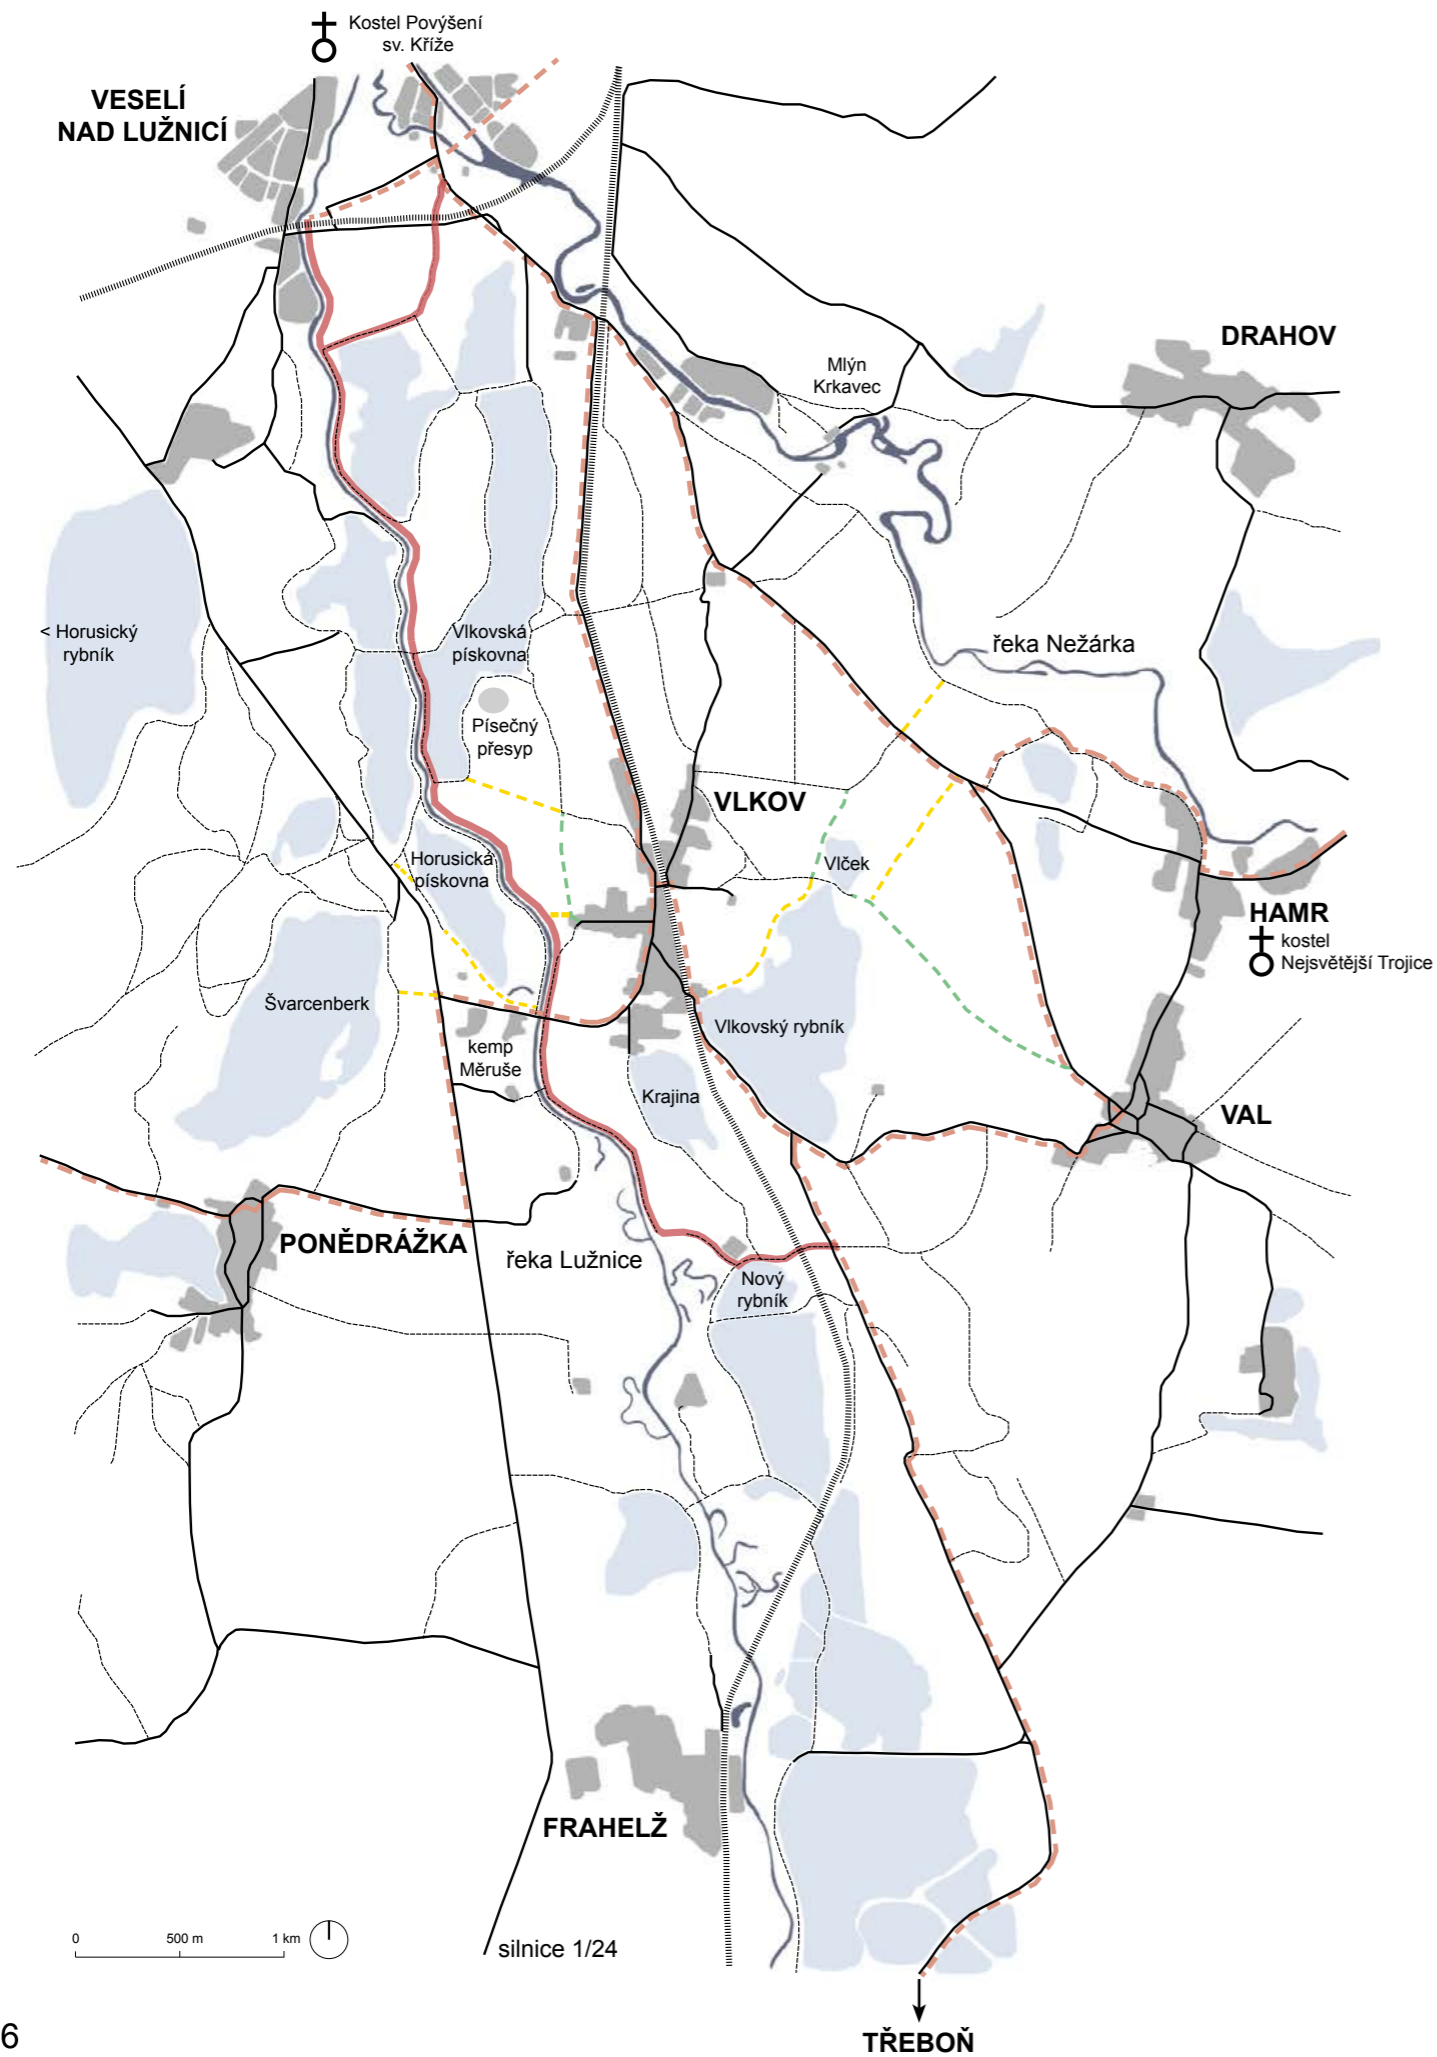 Kostel Povýšení
sv. Kříže
VESELÍ
NAD LUŽNICÍ
DRAHOV
Mlýn
Krkavec
< Horusický
rybník
Vlkovská
pískovna
řeka Nežárka
Písečný
přesyp
VLKOV
Horusická
pískovna
Vlček
HAMR
kostel
Nejsvětější Trojice
Švarcenberk
Vlkovský rybník
kemp
Měruše
Krajina
VAL
PONĚDRÁŽKA
řeka Lužnice
Nový
rybník
FRAHELŽ
0 500 m 1 km
silnice 1/24
6
TŘEBOŇ